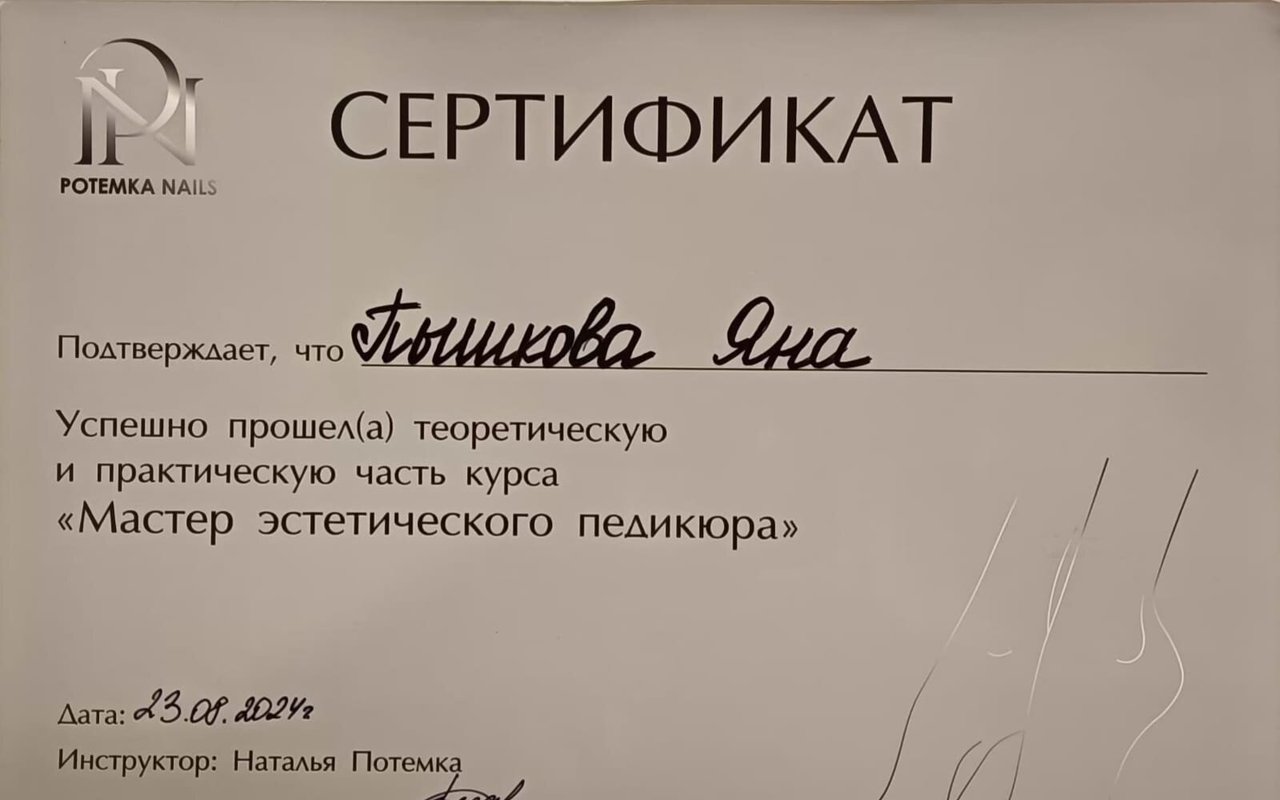 POTEMKA NAILS
СЕРТИФИКАТ
Подтверждает, что Пышкова Яна
Успешно прошел(а) теоретическую
и практическую часть курса
«Мастер эстетического педикюра»
Дата: 23.08.2024г
Инструктор: Наталья Потемка